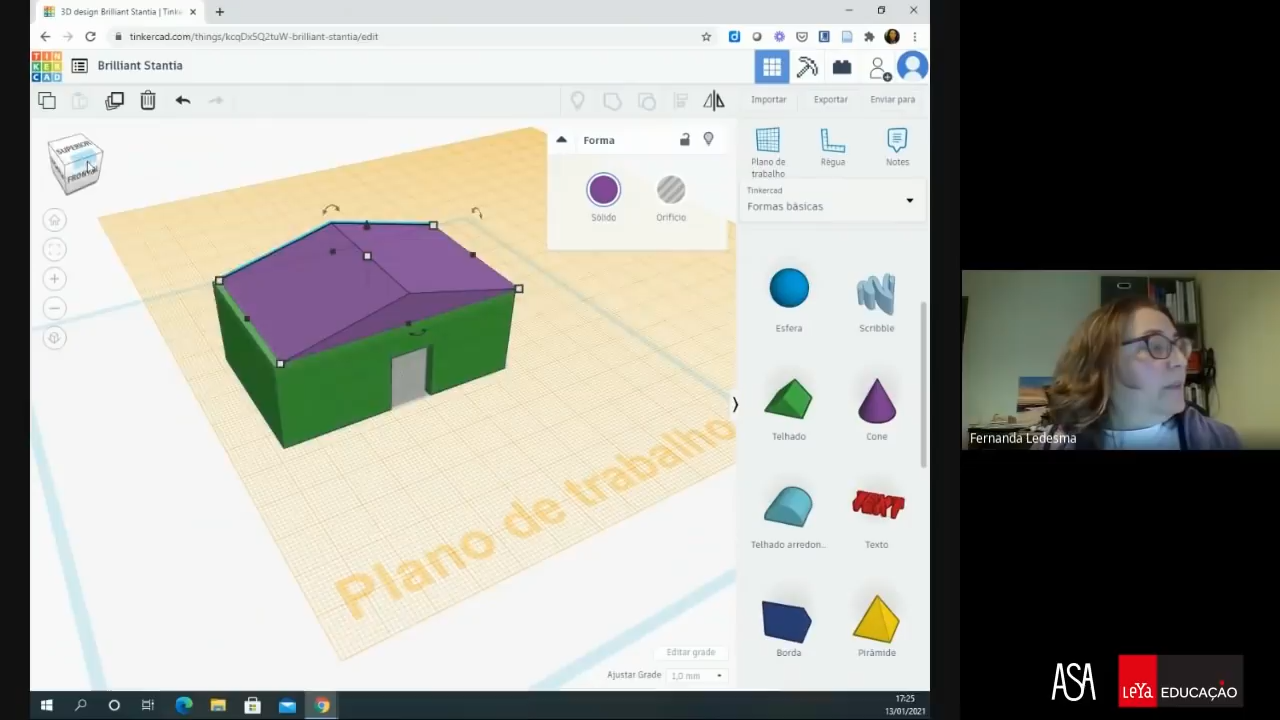 3D design Brilliant Stantia | Tink
tinkercad.com/things/kcqDx5Q2tuW-brilliant-stantia/edit
TIN
KER
CAD
Brilliant Stantia
Importar
Exportar
Enviar para
SUPERIOR
FRONTAL
Forma
Sólido
Orifício
Plano de trabalho
Régua
Notes
Tinkercad
Formas básicas
Esfera
Scribble
Telhado
Cone
Telhado arredon...
Texto
Borda
Pirâmide
Plano de trabalho
Editar grade
Ajustar Grade
1,0 mm
17:25
13/01/2021
Fernanda Ledesma
ASA
LEYA EDUCAÇÃO